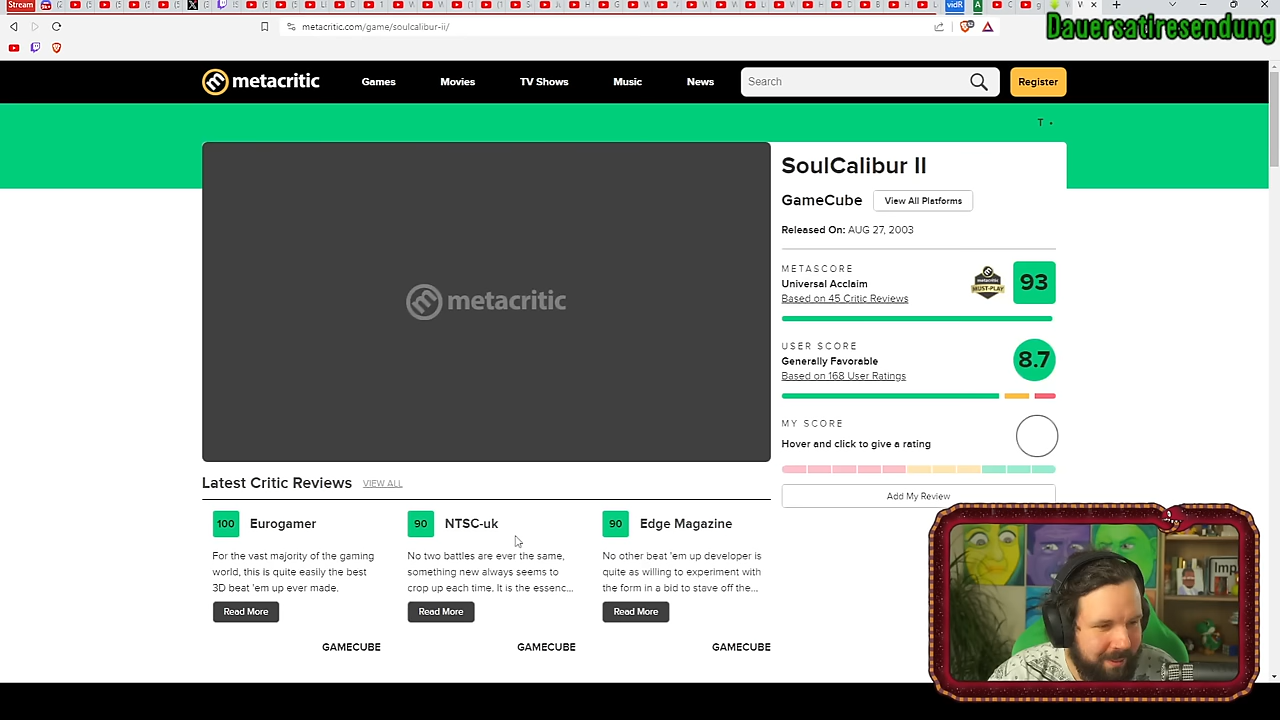 Stream
vidR
metacritic.com/game/soulcalibur-ii/
Dauersatiresendung
metacritic
Games
Movies
TV Shows
Music
News
Search
Register
T •
metacritic
SoulCalibur II
GameCube
View All Platforms
Released On: AUG 27, 2003
METASCORE
Universal Acclaim
Based on 45 Critic Reviews
metacritic
MUST-PLAY
93
USER SCORE
Generally Favorable
Based on 168 User Ratings
8.7
MY SCORE
Hover and click to give a rating
Add My Review
Latest Critic Reviews
VIEW ALL
100
Eurogamer
For the vast majority of the gaming
world, this is quite easily the best
3D beat 'em up ever made.
Read More
GAMECUBE
90
NTSC-uk
No two battles are ever the same,
something new always seems to
crop up each time. It is the essenc...
Read More
GAMECUBE
90
Edge Magazine
No other beat 'em up developer is
quite as willing to experiment with
the form in a bid to stave off the...
Read More
GAMECUBE